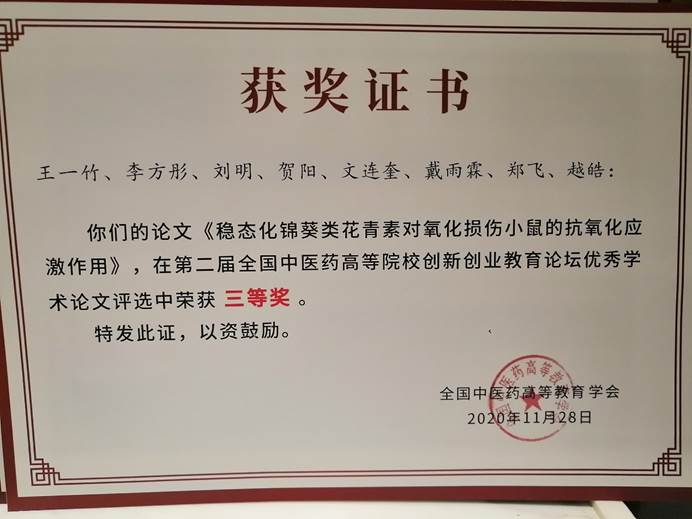 获奖证书
王一竹、李方彤、刘明、贺阳、文连奎、戴雨霖、郑飞、越皓：
你们的论文《稳态化锦葵类花青素对氧化损伤小鼠的抗氧化应
激作用》，在第二届全国中医药高等院校创新创业教育论坛优秀学
术论文评选中荣获 三等奖 。
特发此证，以资鼓励。
全国中医药高等教育学会
2020年11月28日